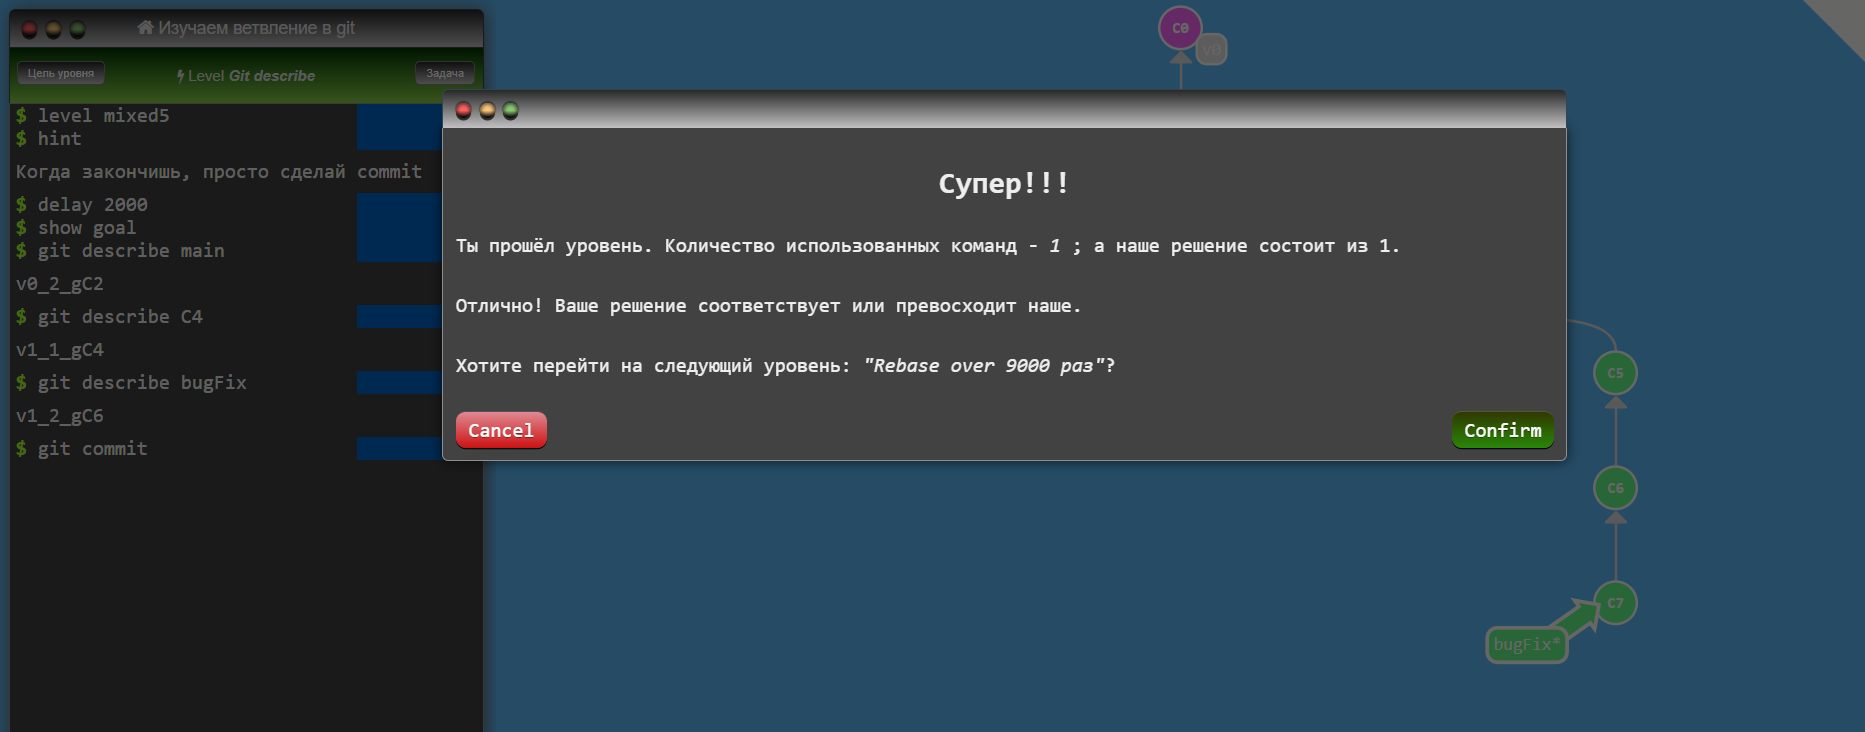 Изучаем ветвление в git
Цель уровня
Level Git describe
Задача
$ level mixed5
$ hint
Когда закончишь, просто сделай commit
$ delay 2000
$ show goal
$ git describe main
v0_2_gC2
$ git describe C4
v1_1_gC4
$ git describe bugFix
v1_2_gC6
$ git commit
Супер!!!
Ты прошёл уровень. Количество использованных команд - 1 ; а наше решение состоит из 1.
Отлично! Ваше решение соответствует или превосходит наше.
Хотите перейти на следующий уровень: "Rebase over 9000 раз"?
Cancel
Confirm
C0
v0
C5
C6
C7
bugFix*